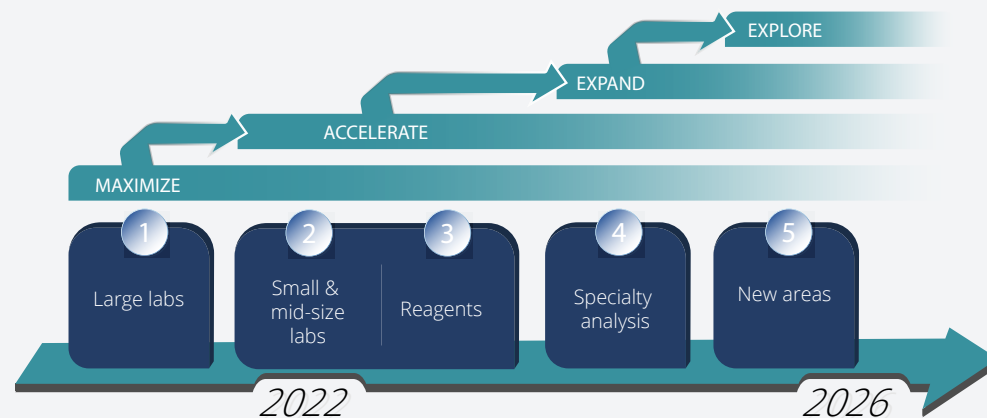 EXPLORE
EXPAND
ACCELERATE
MAXIMIZE
1
2
3
4
5
Large labs
Small &
mid-size
labs
Reagents
Specialty
analysis
New areas
2022
2026